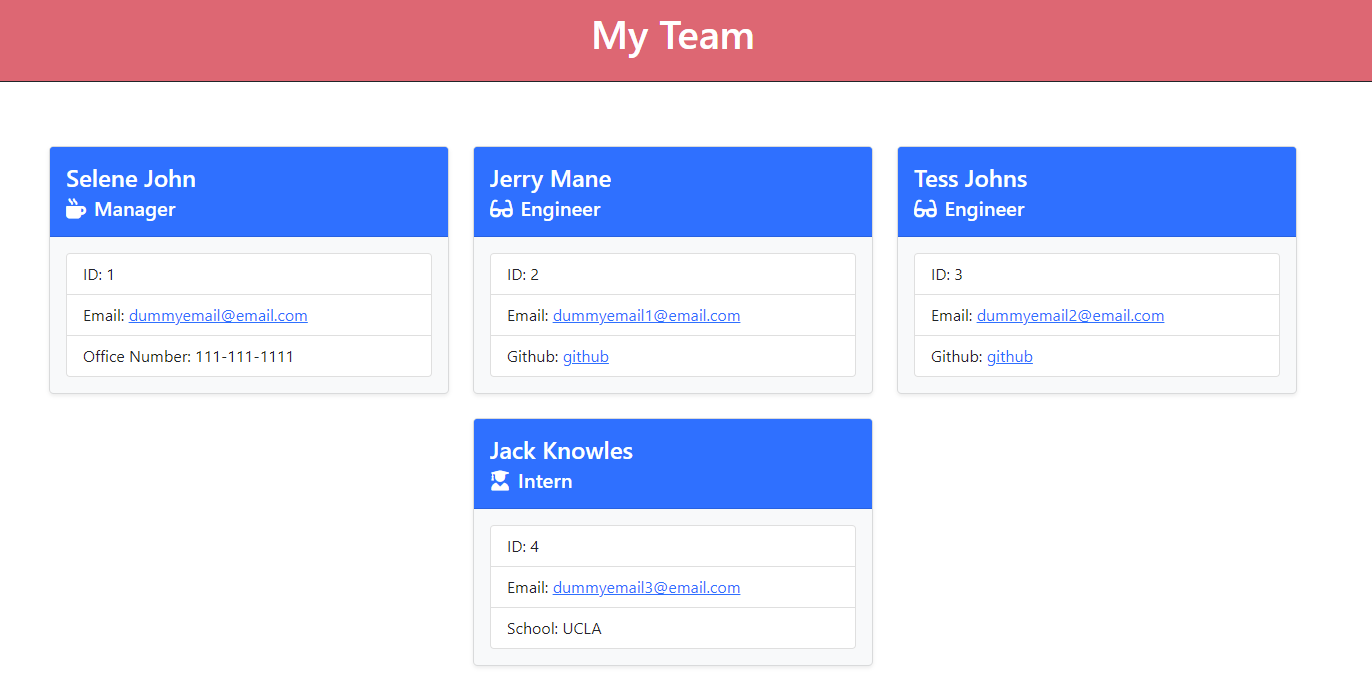 My Team
Selene John
Manager
ID: 1
Email: dummyemail@email.com
Office Number: 111-111-1111
Jerry Mane
Engineer
ID: 2
Email: dummyemail1@email.com
Github: github
Tess Johns
Engineer
ID: 3
Email: dummyemail2@email.com
Github: github
Jack Knowles
Intern
ID: 4
Email: dummyemail3@email.com
School: UCLA